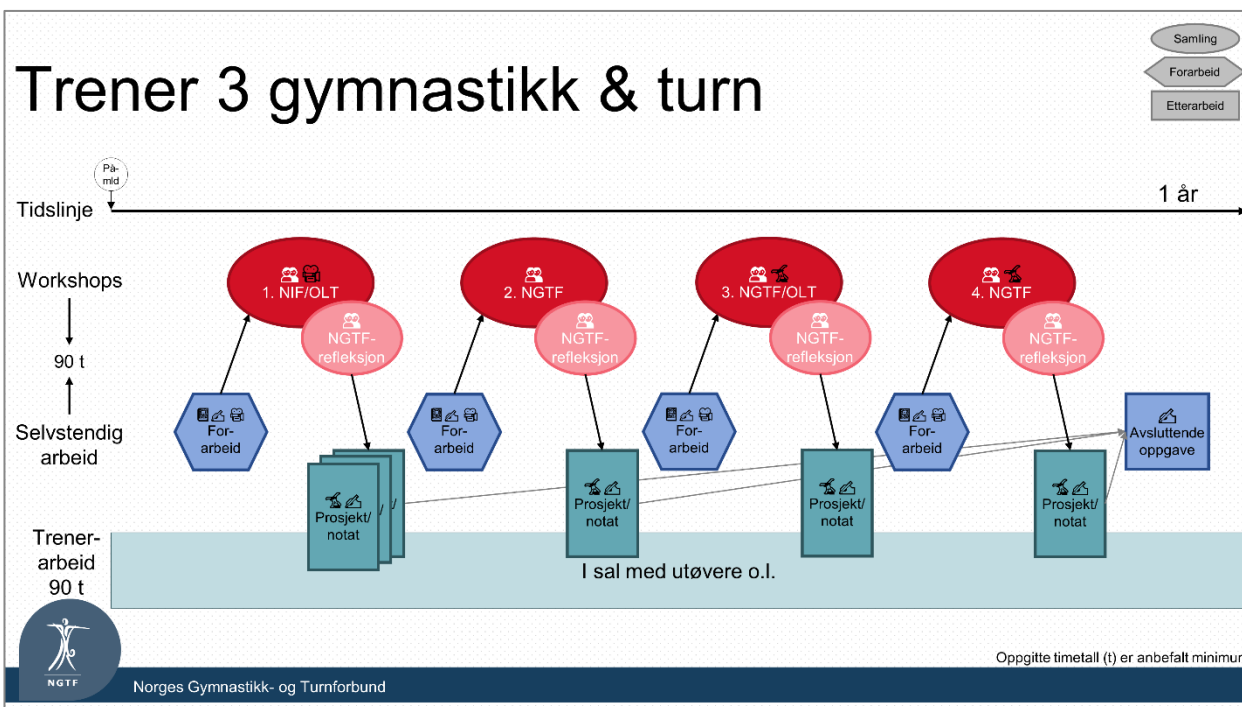 Samling
Forarbeid
Etterarbeid
Trener 3 gymnastikk & turn
På-
mld
Tidslinje
1 år
Workshops
90 t
Selvstendig
arbeid
1. NIF/OLT
2. NGTF
3. NGTF/OLT
4. NGTF
NGTF-
refleksjon
NGTF-
refleksjon
NGTF-
refleksjon
NGTF-
refleksjon
For-
arbeid
For-
arbeid
For-
arbeid
For-
arbeid
Avsluttende
oppgave
Prosjekt/
notat
Prosjekt/
notat
Prosjekt/
notat
Prosjekt/
notat
Trener-
arbeid
90 t
I sal med utøvere o.l.
Oppgitte timetall (t) er anbefalt minimum
NGTF
Norges Gymnastikk- og Turnforbund